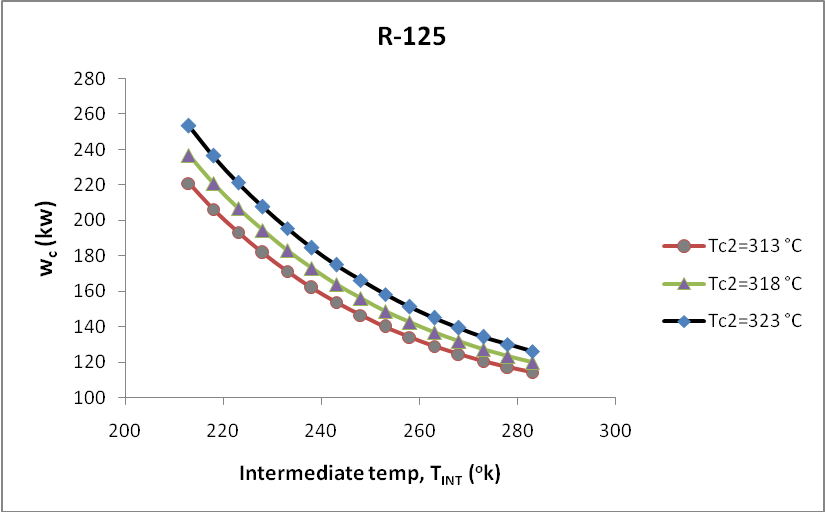 R-125
280
260
240
220
200
180
160
140
120
100
wc (kw)
200 220 240 260 280 300
Intermediate temp, TINT (ok)
Tc2=313 °C
Tc2=318 °C
Tc2=323 °C